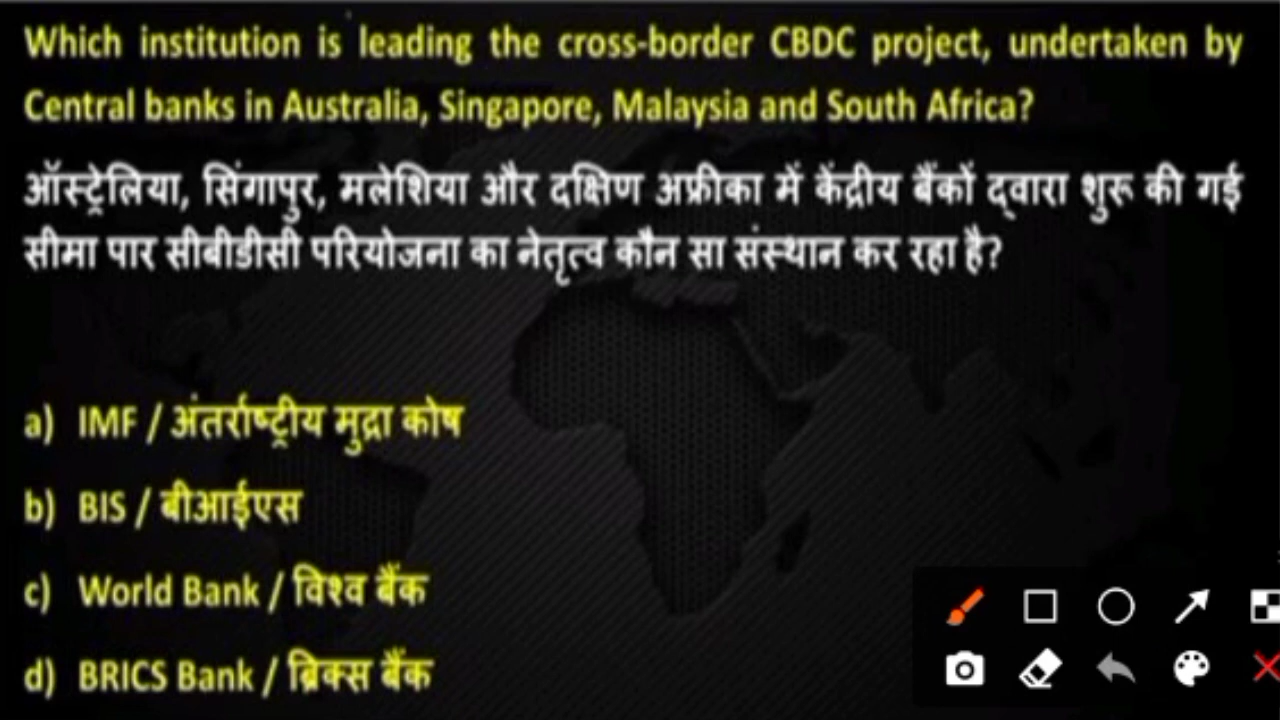 Which institution is leading the cross-border CBDC project, undertaken by
Central banks in Australia, Singapore, Malaysia and South Africa?
ऑस्ट्रेलिया, सिंगापुर, मलेशिया और दक्षिण अफ्रीका में केंद्रीय बैंकों द्वारा शुरू की गई
सीमा पार सीबीडीसी परियोजना का नेतृत्व कौन सा संस्थान कर रहा है?
a) IMF / अंतर्राष्ट्रीय मुद्रा कोष
b) BIS / बीआईएस
c) World Bank / विश्व बैंक
d) BRICS Bank / ब्रिक्स बैंक